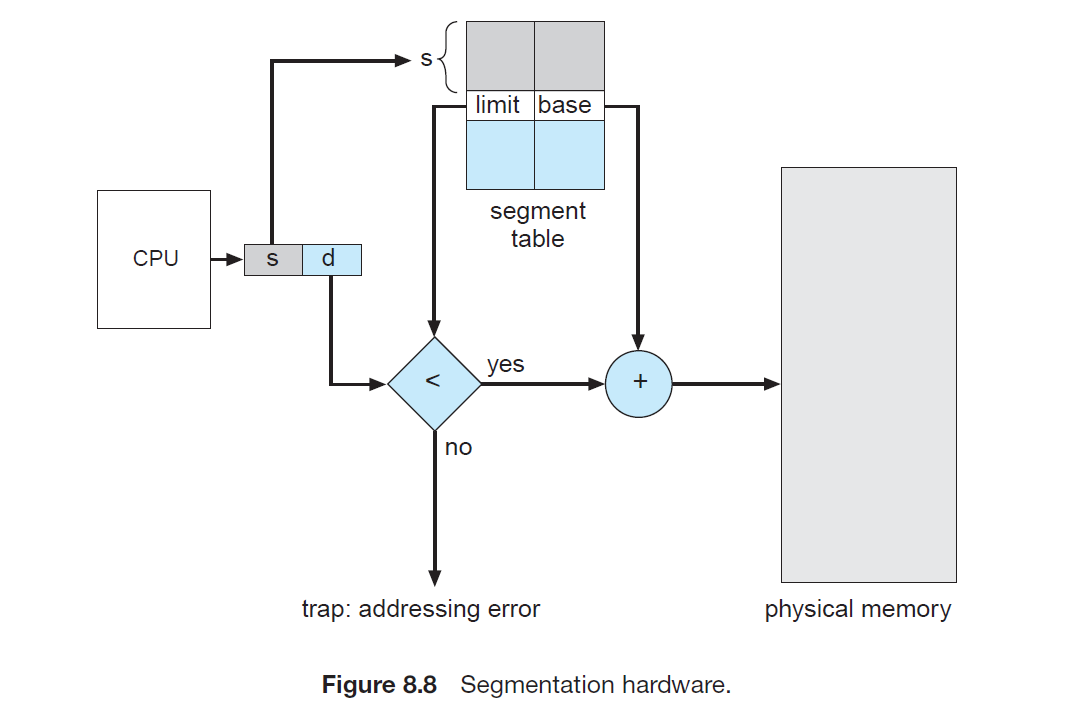 s
limit base
segment
table
CPU
s d
<
yes
+
no
trap: addressing error
physical memory
Figure 8.8 Segmentation hardware.